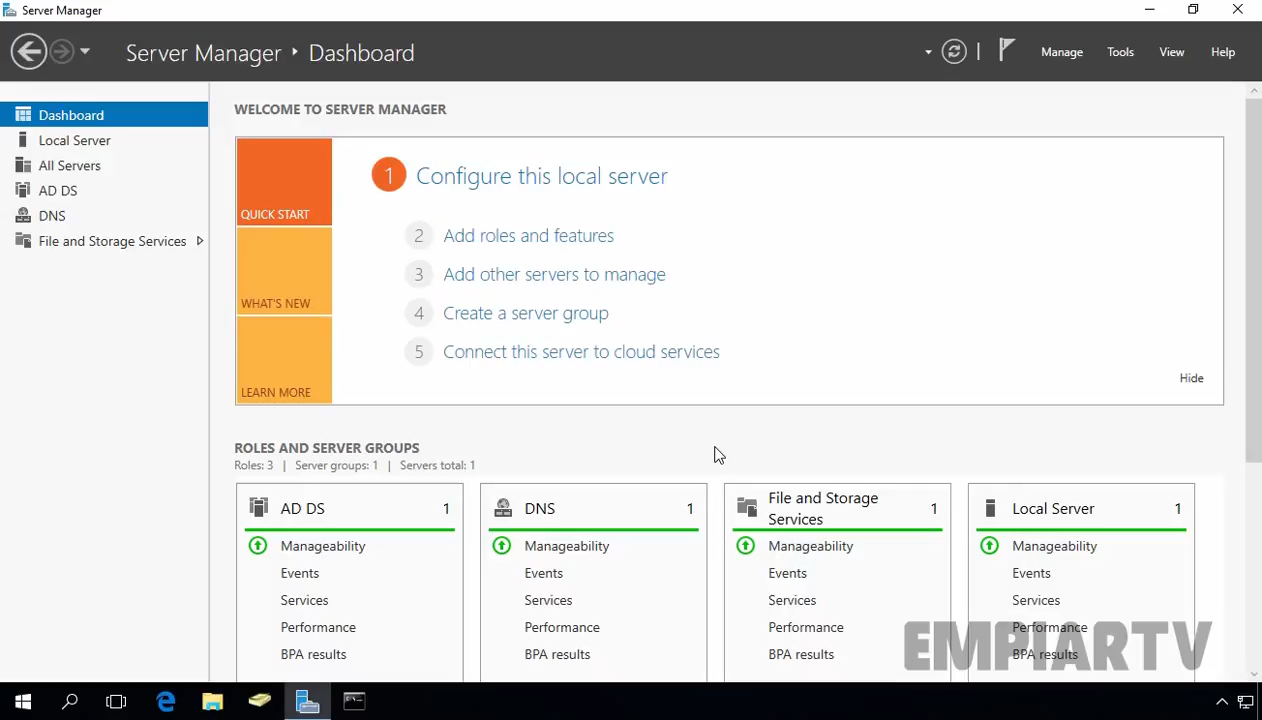 Server Manager
Server Manager ‣ Dashboard
Manage Tools View Help
Dashboard
Local Server
All Servers
AD DS
DNS
File and Storage Services
WELCOME TO SERVER MANAGER
QUICK START
WHAT'S NEW
LEARN MORE
1 Configure this local server
2 Add roles and features
3 Add other servers to manage
4 Create a server group
5 Connect this server to cloud services
Hide
ROLES AND SERVER GROUPS
Roles: 3 | Server groups: 1 | Servers total: 1
AD DS 1
Manageability
Events
Services
Performance
BPA results
DNS 1
Manageability
Events
Services
Performance
BPA results
File and Storage
Services 1
Manageability
Events
Services
Performance
BPA results
Local Server 1
Manageability
Events
Services
Performance
BPA results
EMPIARTV